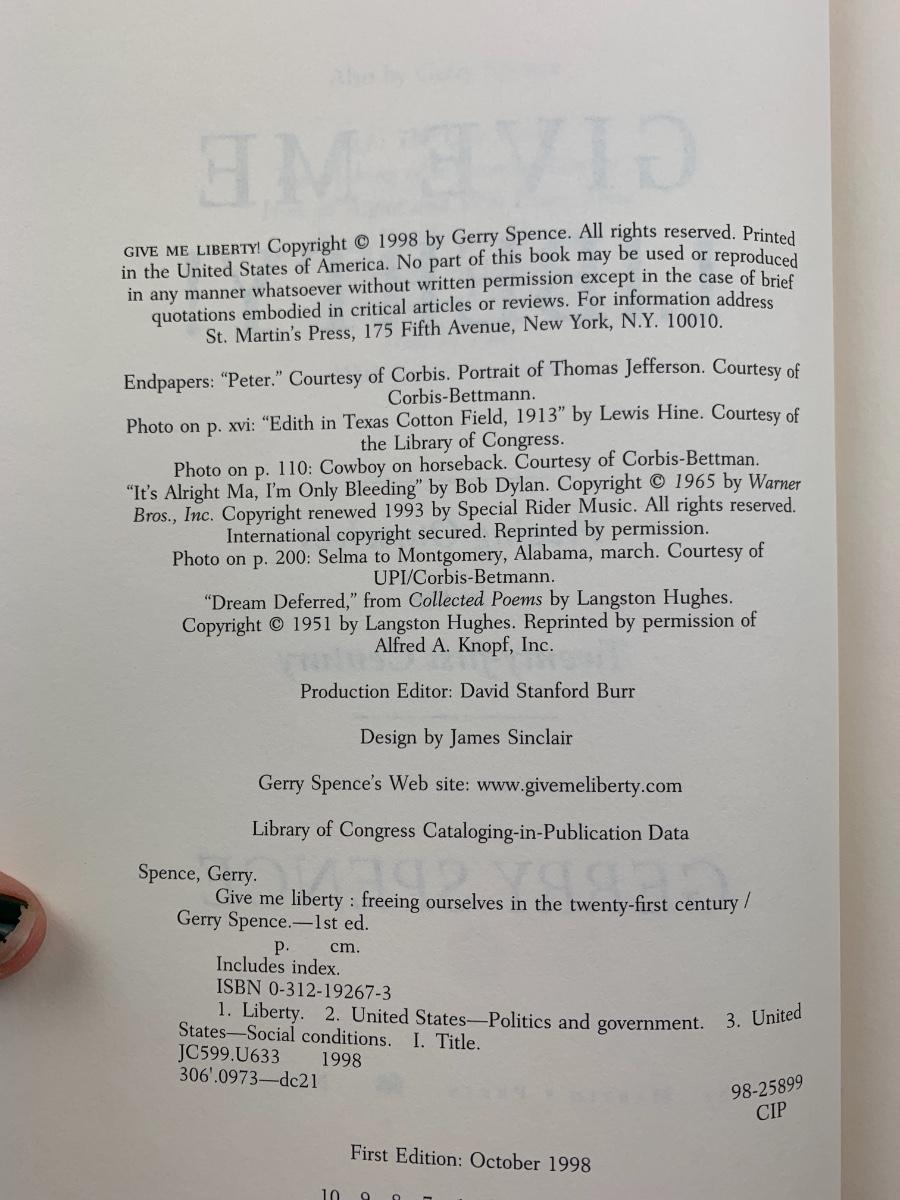 GIVE ME LIBERTY! Copyright © 1998 by Gerry Spence. All rights reserved. Printed
in the United States of America. No part of this book may be used or reproduced
in any manner whatsoever without written permission except in the case of brief
quotations embodied in critical articles or reviews. For information address
St. Martin's Press, 175 Fifth Avenue, New York, N.Y. 10010.
Endpapers: “Peter.” Courtesy of Corbis. Portrait of Thomas Jefferson. Courtesy of
Corbis-Bettmann.
Photo on p. xvi: “Edith in Texas Cotton Field, 1913” by Lewis Hine. Courtesy of
the Library of Congress.
Photo on p. 110: Cowboy on horseback. Courtesy of Corbis-Bettman.
“It's Alright Ma, I'm Only Bleeding” by Bob Dylan. Copyright © 1965 by Warner
Bros., Inc. Copyright renewed 1993 by Special Rider Music. All rights reserved.
International copyright secured. Reprinted by permission.
Photo on p. 200: Selma to Montgomery, Alabama, march. Courtesy of
UPI/Corbis-Betmann.
“Dream Deferred,” from Collected Poems by Langston Hughes.
Copyright © 1951 by Langston Hughes. Reprinted by permission of
Alfred A. Knopf, Inc.
Production Editor: David Stanford Burr
Design by James Sinclair
Gerry Spence's Web site: www.givemeliberty.com
Library of Congress Cataloging-in-Publication Data
Spence, Gerry.
Give me liberty : freeing ourselves in the twenty-first century /
Gerry Spence.—1st ed.
p. cm.
Includes index.
ISBN 0-312-19267-3
1. Liberty. 2. United States—Politics and government. 3. United
States—Social conditions. I. Title.
JC599.U633 1998
306'.0973—dc21
98-25899
CIP
First Edition: October 1998
10 9 8 7